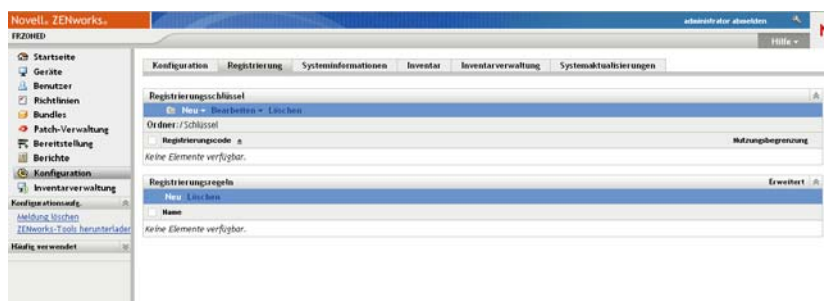 Novell. ZENworks.
administrator abmelden
FRZOHED
Hilfe
Startseite
Geräte
Benutzer
Richtlinien
Bundles
Patch-Verwaltung
Bereitstellung
Berichte
Konfiguration
Inventarverwaltung
Konfigurationsaufg.
Meldung löschen
ZENworks-Tools herunterladen
Häufig verwendet
Konfiguration Registrierung Systeminformationen Inventar Inventarverwaltung Systemaktualisierungen
Registrierungsschlüssel
Neu Bearbeiten Löschen
Ordner:/Schlüssel
Registrierungscode Nutzungsbegrenzung
Keine Elemente verfügbar.
Registrierungsregeln Erweitert
Neu Löschen
Name
Keine Elemente verfügbar.